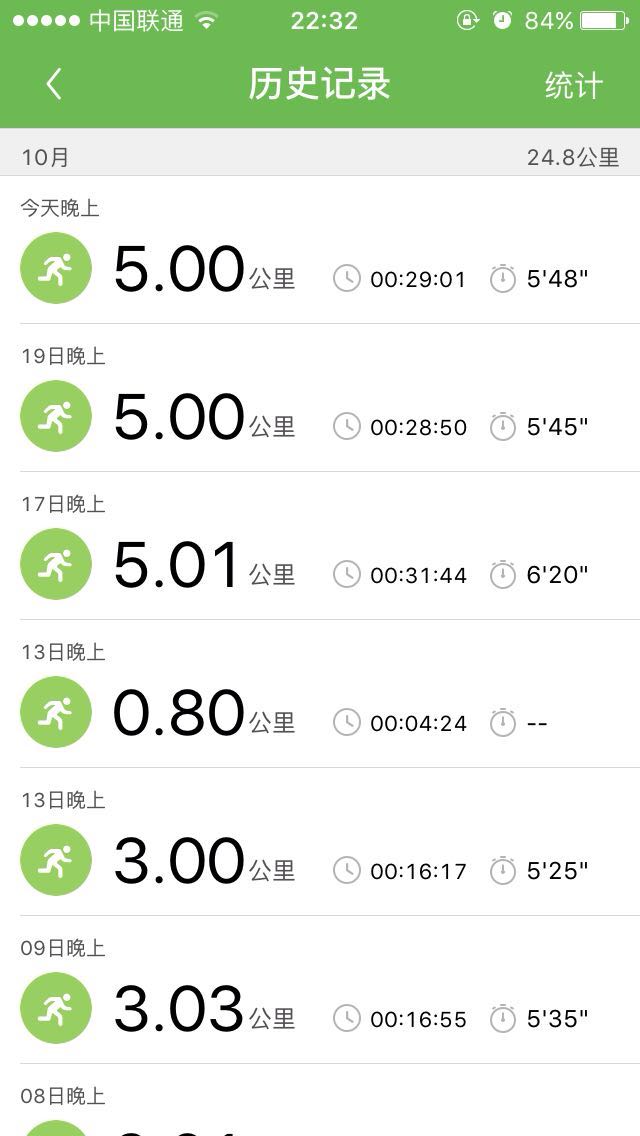 中国联通 22:32 84%
历史记录 统计
10月 24.8公里
今天晚上
5.00公里 00:29:01 5'48"
19日晚上
5.00公里 00:28:50 5'45"
17日晚上
5.01公里 00:31:44 6'20"
13日晚上
0.80公里 00:04:24 --
13日晚上
3.00公里 00:16:17 5'25"
09日晚上
3.03公里 00:16:55 5'35"
08日晚上